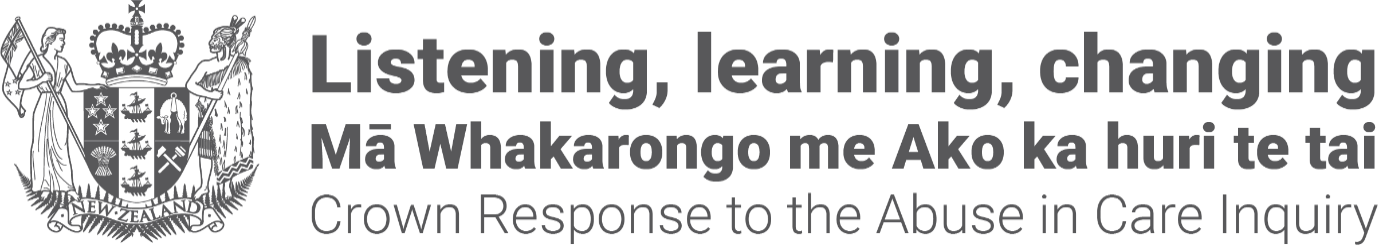 Listening, learning, changing
Mā Whakarongo me Ako ka huri te tai
Crown Response to the Abuse in Care Inquiry
NEW·ZEALAND